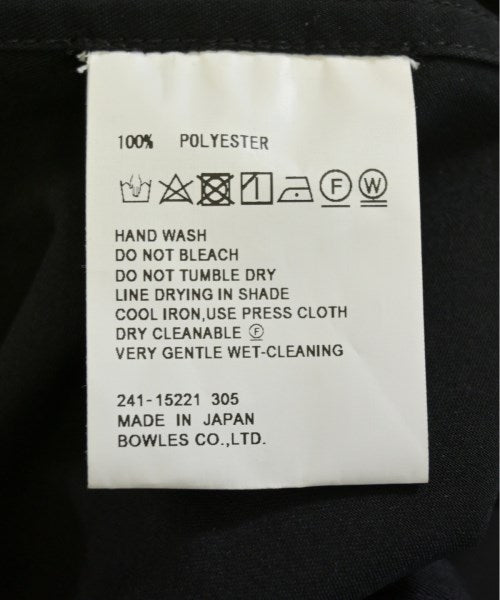 100% POLYESTER
F W
HAND WASH
DO NOT BLEACH
DO NOT TUMBLE DRY
LINE DRYING IN SHADE
COOL IRON,USE PRESS CLOTH
DRY CLEANABLE Ⓕ
VERY GENTLE WET-CLEANING
241-15221 305
MADE IN JAPAN
BOWLES CO.,LTD.